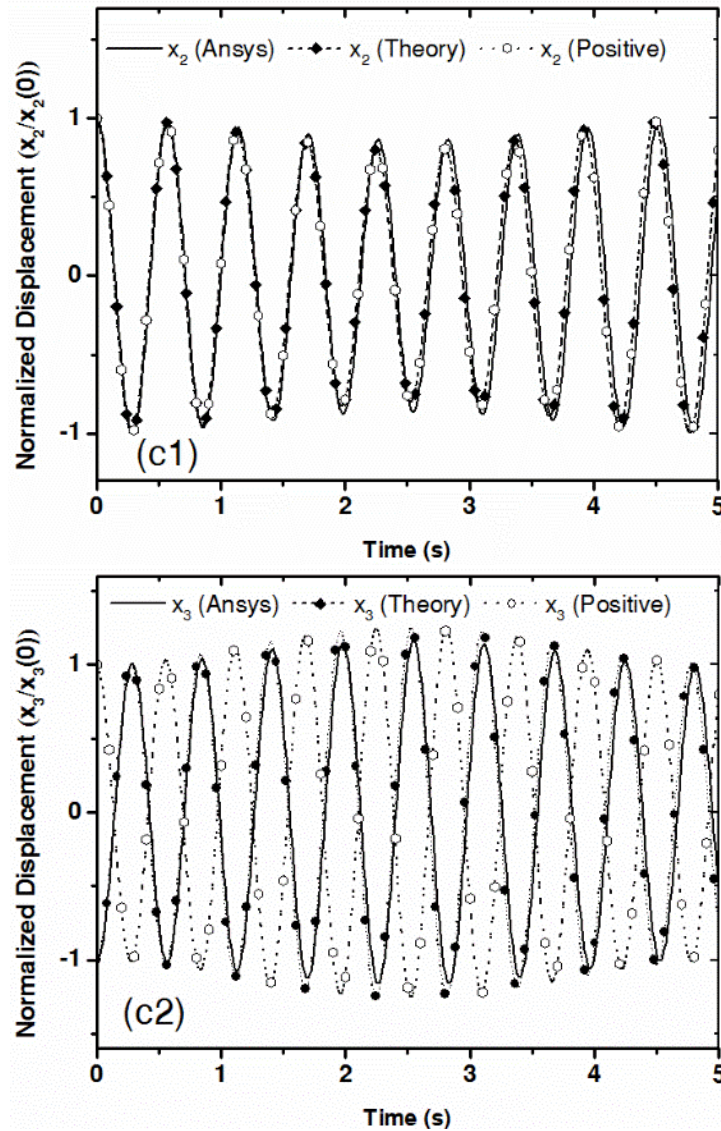 x2 (Ansys) x2 (Theory) x2 (Positive)
Normalized Displacement (x2/x2(0))
1
0
-1
(c1)
0 1 2 3 4 5
Time (s)
x3 (Ansys) x3 (Theory) x3 (Positive)
Normalized Displacement (x3/x3(0))
1
0
-1
(c2)
0 1 2 3 4 5
Time (s)